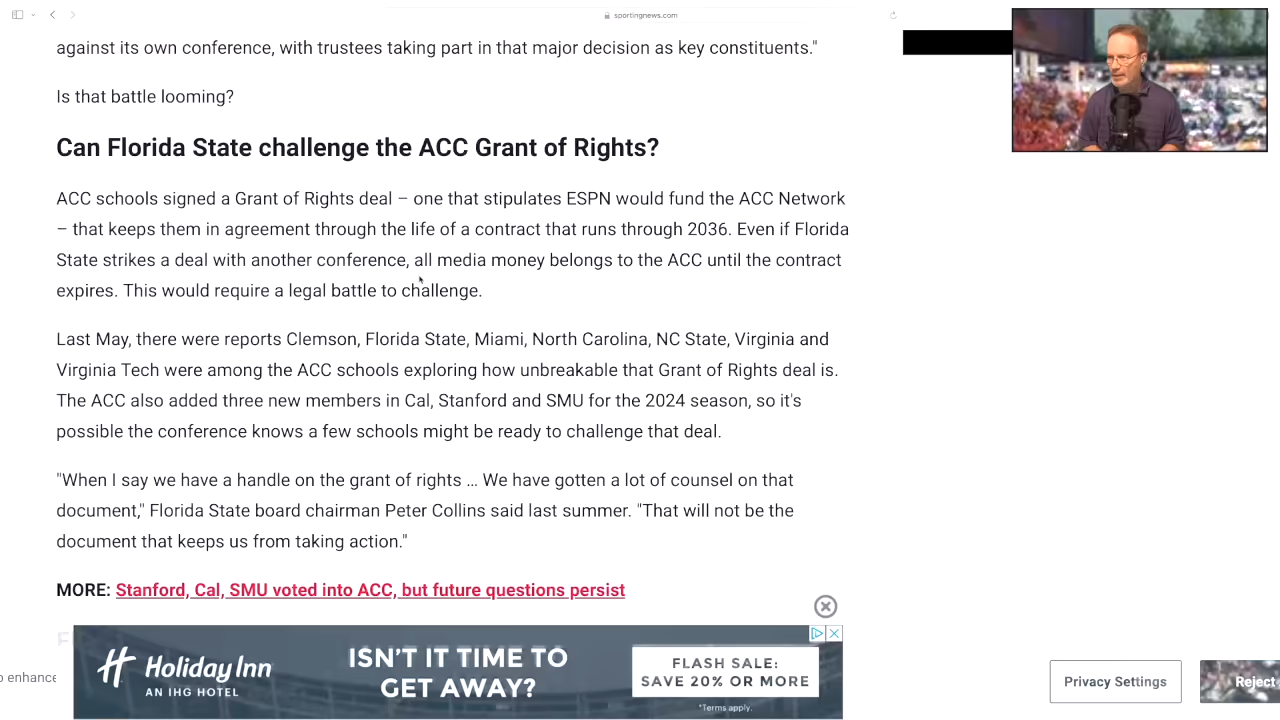 sportingnews.com
against its own conference, with trustees taking part in that major decision as key constituents."
Is that battle looming?
Can Florida State challenge the ACC Grant of Rights?
ACC schools signed a Grant of Rights deal – one that stipulates ESPN would fund the ACC Network
– that keeps them in agreement through the life of a contract that runs through 2036. Even if Florida
State strikes a deal with another conference, all media money belongs to the ACC until the contract
expires. This would require a legal battle to challenge.
Last May, there were reports Clemson, Florida State, Miami, North Carolina, NC State, Virginia and
Virginia Tech were among the ACC schools exploring how unbreakable that Grant of Rights deal is.
The ACC also added three new members in Cal, Stanford and SMU for the 2024 season, so it's
possible the conference knows a few schools might be ready to challenge that deal.
"When I say we have a handle on the grant of rights … We have gotten a lot of counsel on that
document," Florida State board chairman Peter Collins said last summer. "That will not be the
document that keeps us from taking action."
MORE: Stanford, Cal, SMU voted into ACC, but future questions persist
Holiday Inn
AN IHG HOTEL
ISN'T IT TIME TO
GET AWAY?
FLASH SALE:
SAVE 20% OR MORE
*Terms apply.
enhance
Privacy Settings
Reject